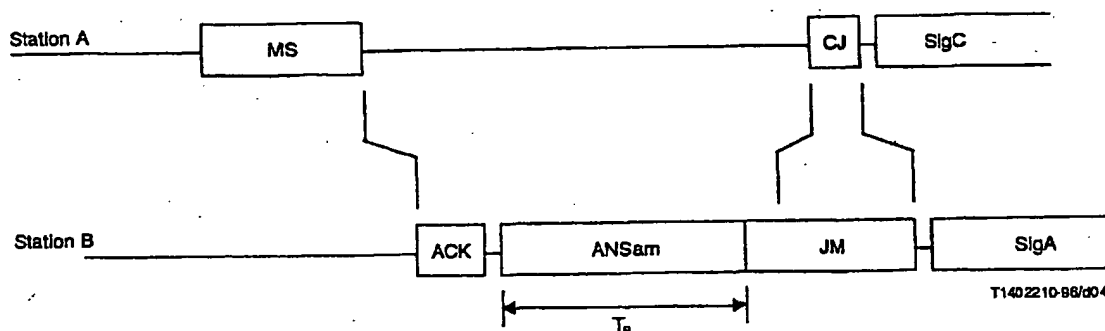 Station A
MS
CJ
SigC
Station B
ACK
ANSam
JM
SigA
T1402210-96/d04
Te